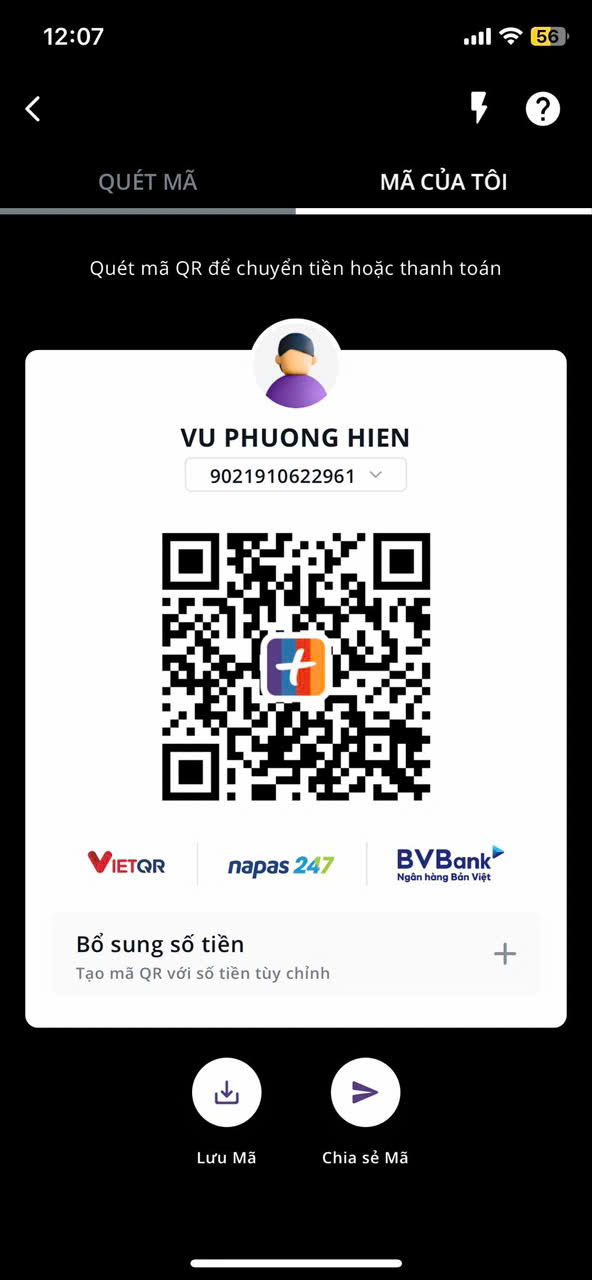 12:07
56
QUÉT MÃ
MÃ CỦA TÔI
Quét mã QR để chuyển tiền hoặc thanh toán
VU PHUONG HIEN
9021910622961
VIETQR
napas 247
BVBank
Ngân hàng Bản Việt
Bổ sung số tiền
Tạo mã QR với số tiền tùy chỉnh
Lưu Mã
Chia sẻ Mã